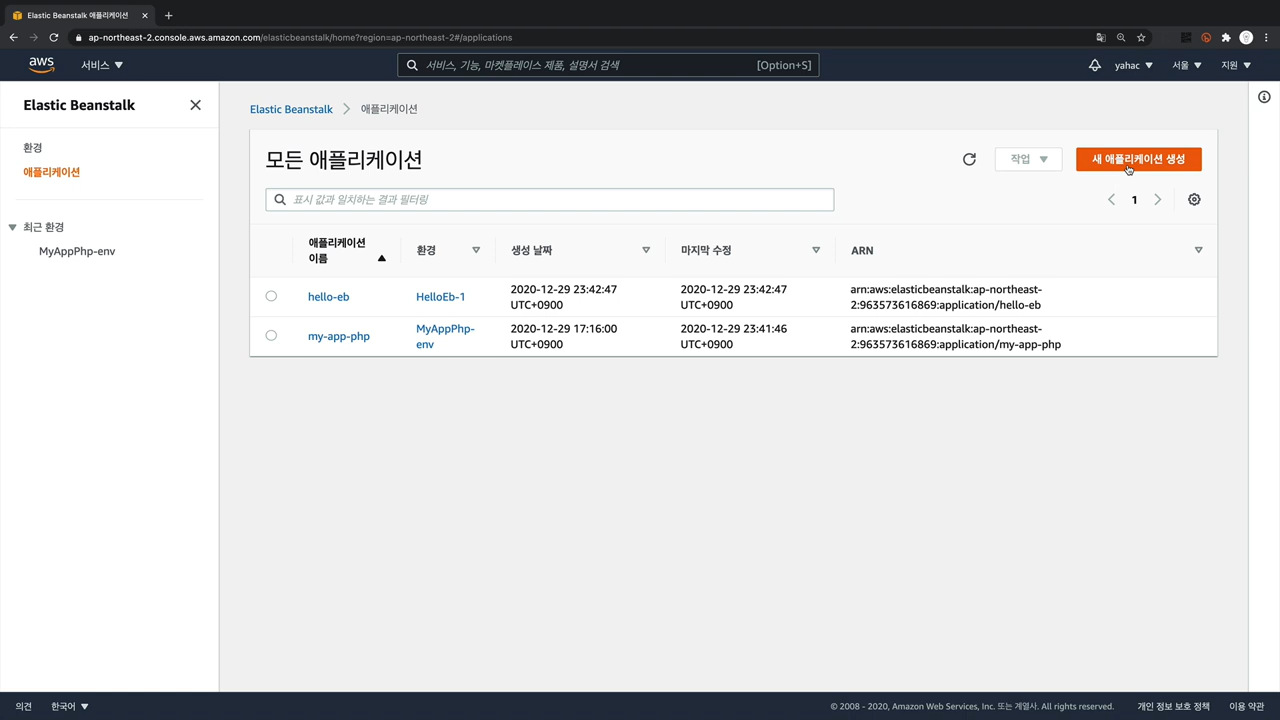 Elastic Beanstalk 애플리케이션
ap-northeast-2.console.aws.amazon.com/elasticbeanstalk/home?region=ap-northeast-2#/applications
aws
서비스
서비스, 기능, 마켓플레이스 제품, 설명서 검색
[Option+S]
yahac
서울
지원
Elastic Beanstalk
환경
애플리케이션
최근 환경
MyAppPhp-env
Elastic Beanstalk
애플리케이션
모든 애플리케이션
작업
새 애플리케이션 생성
표시 값과 일치하는 결과 필터링
1
애플리케이션
이름
환경
생성 날짜
마지막 수정
ARN
hello-eb
HelloEb-1
2020-12-29 23:42:47
UTC+0900
2020-12-29 23:42:47
UTC+0900
arn:aws:elasticbeanstalk:ap-northeast-
2:963573616869:application/hello-eb
my-app-php
MyAppPhp-
env
2020-12-29 17:16:00
UTC+0900
2020-12-29 23:41:46
UTC+0900
arn:aws:elasticbeanstalk:ap-northeast-
2:963573616869:application/my-app-php
의견
한국어
© 2008 - 2020, Amazon Web Services, Inc. 또는 계열사. All rights reserved.
개인 정보 보호 정책
이용 약관